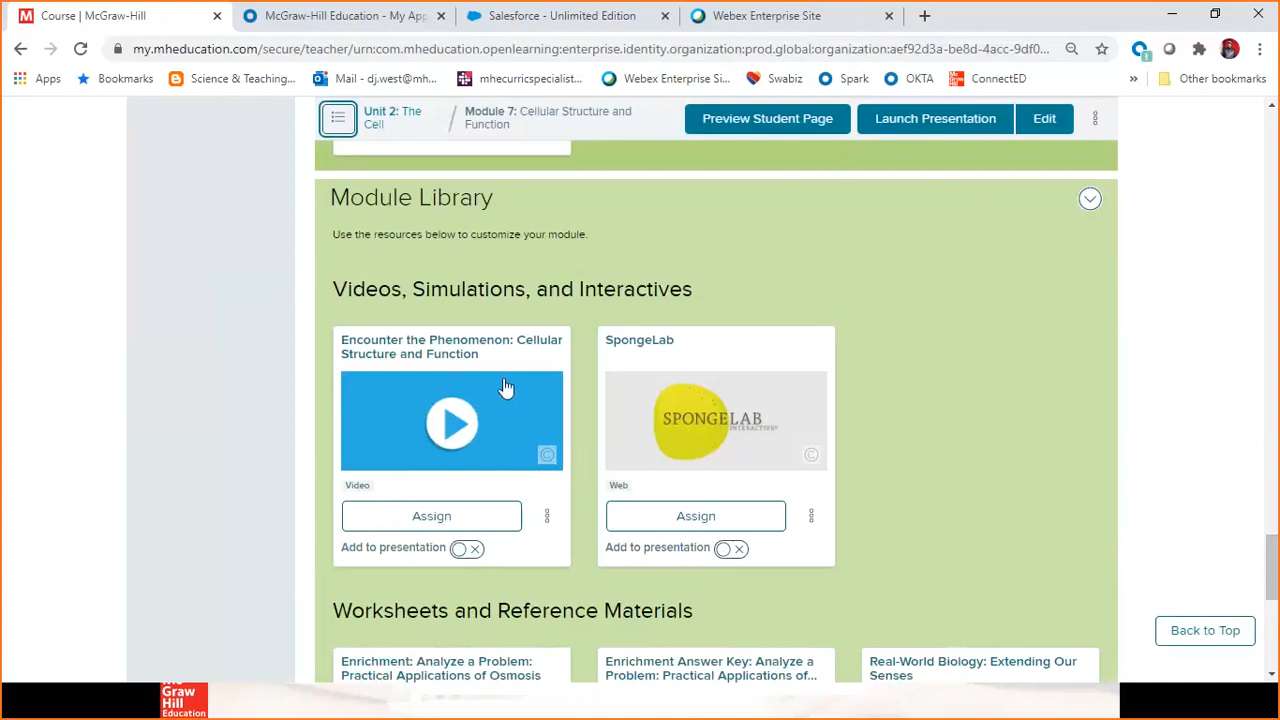 Course | McGraw-Hill
McGraw-Hill Education - My App
Salesforce - Unlimited Edition
Webex Enterprise Site
my.mheducation.com/secure/teacher/urn:com.mheducation.openlearning:enterprise.identity.organization:prod.globalorganization:aef92d3a-be8d-4acc-9df0...
Apps
Bookmarks
Science & Teaching...
Mail - dj.west@mh...
mhecurricspecialist...
Webex Enterprise Si...
Swabiz
Spark
OKTA
ConnectED
»
Other bookmarks
Unit 2: The
Cell
Module 7: Cellular Structure and
Function
Preview Student Page
Launch Presentation
Edit
Module Library
Use the resources below to customize your module.
Videos, Simulations, and Interactives
Encounter the Phenomenon: Cellular
Structure and Function
©
Video
Assign
Add to presentation
SpongeLab
SPONGELAB
INTERACTIVES
©
Web
Assign
Add to presentation
Worksheets and Reference Materials
Enrichment: Analyze a Problem:
Practical Applications of Osmosis
Enrichment Answer Key: Analyze a
Problem: Practical Applications of...
Real-World Biology: Extending Our
Senses
Back to Top
Graw
Hill
Education